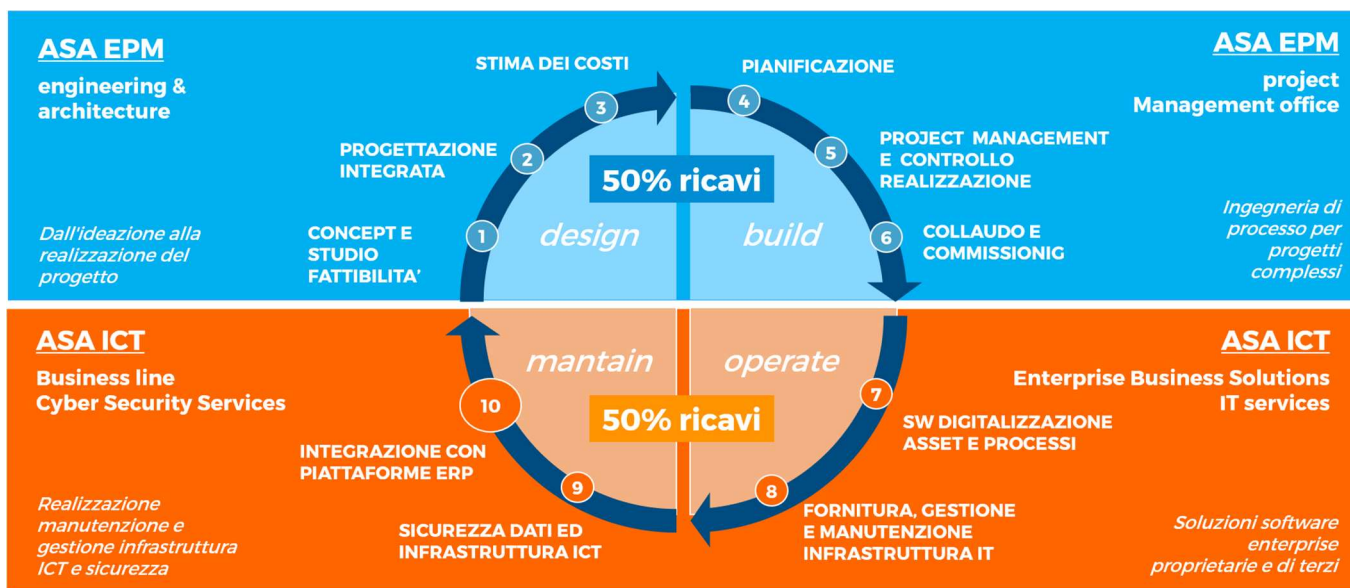 ASA EPM
engineering &
architecture
Dall'ideazione alla
realizzazione del
progetto
STIMA DEI COSTI
3
PROGETTAZIONE
INTEGRATA
2
CONCEPT E
STUDIO
FATTIBILITA’
1
50% ricavi
design
build
PIANIFICAZIONE
4
PROJECT MANAGEMENT
E CONTROLLO
REALIZZAZIONE
5
COLLAUDO E
COMMISSIONIG
6
ASA EPM
project
Management office
Ingegneria di
processo per
progetti
complessi
ASA ICT
Business line
Cyber Security Services
Realizzazione
manutenzione e
gestione infrastruttura
ICT e sicurezza
mantain
operate
50% ricavi
10
INTEGRAZIONE CON
PIATTAFORME ERP
9
SICUREZZA DATI ED
INFRASTRUTTURA ICT
7
SW DIGITALIZZAZIONE
ASSET E PROCESSI
8
FORNITURA, GESTIONE
E MANUTENZIONE
INFRASTRUTTURA IT
ASA ICT
Enterprise Business Solutions
IT services
Soluzioni software
enterprise
proprietarie e di terzi